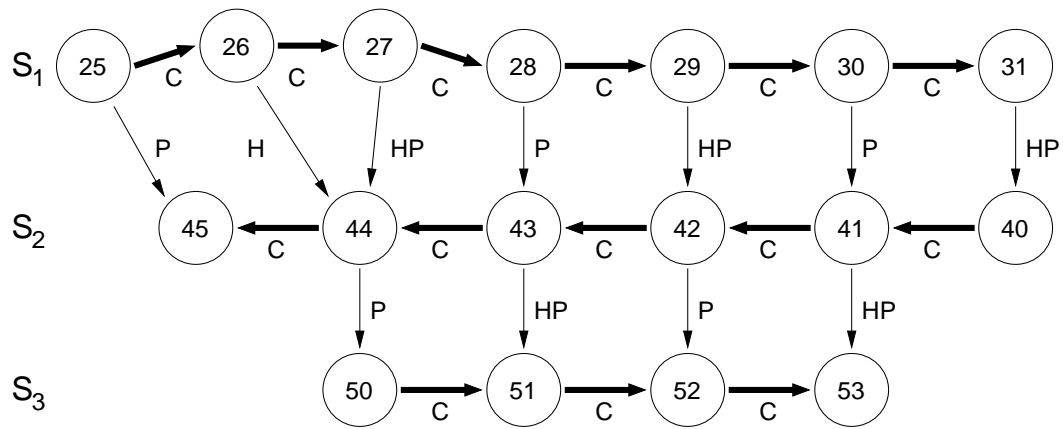 S1 25 26 27 28 29 30 31
C C C C C C
P H HP P HP P HP
S2 45 44 43 42 41 40
C C C C C
P HP P HP
S3 50 51 52 53
C C C